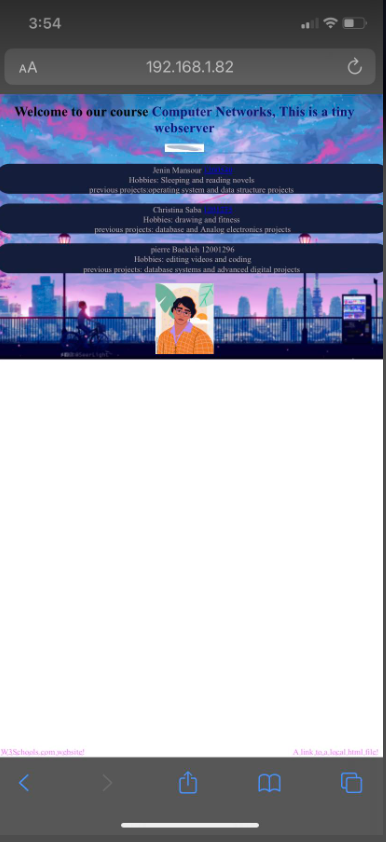 3:54
AA
192.168.1.82
Welcome to our course Computer Networks, This is a tiny
webserver
Jenin Mansour
Hobbies: Sleeping and reading novels
previous projects:operating system and data structure projects
Christina Saba
Hobbies: drawing and fitness
previous projects: database and Analog electronics projects
pierre Backleh 12001296
Hobbies: editing videos and coding
previous projects: database systems and advanced digital projects
W3Schools.com website!
A link to a local html file!